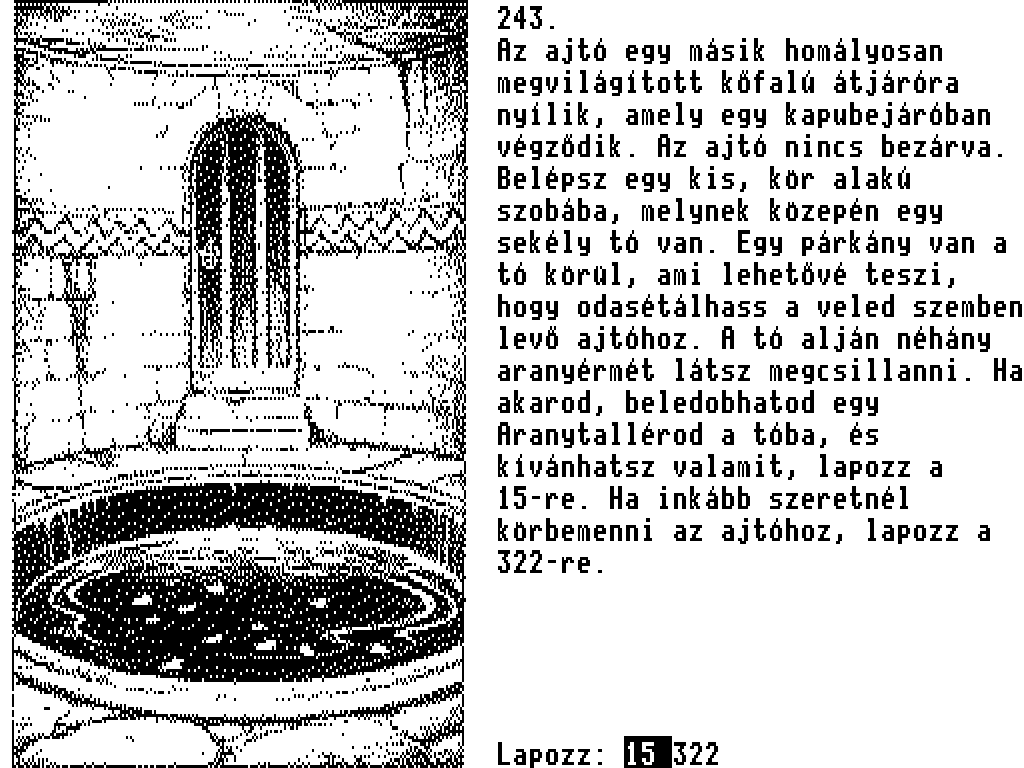 243.
Az ajtó egy másik homályosan
megvilágított kőfalú átjáróra
nyílik, amely egy kapubejáróban
végződik. Az ajtó nincs bezárva.
Belépsz egy kis, kör alakú
szobába, melynek közepén egy
sekély tó van. Egy párkány van a
tó körül, ami lehetővé teszi,
hogy odasétálhass a veled szemben
levő ajtóhoz. A tó alján néhány
aranyérmét látsz megcsillanni. Ha
akarod, beledobhatod egy
Aranytallérod a tóba, és
kívánhatsz valamit, lapozz a
15-re. Ha inkább szeretnél
körbemenni az ajtóhoz, lapozz a
322-re.
Lapozz: 15 322